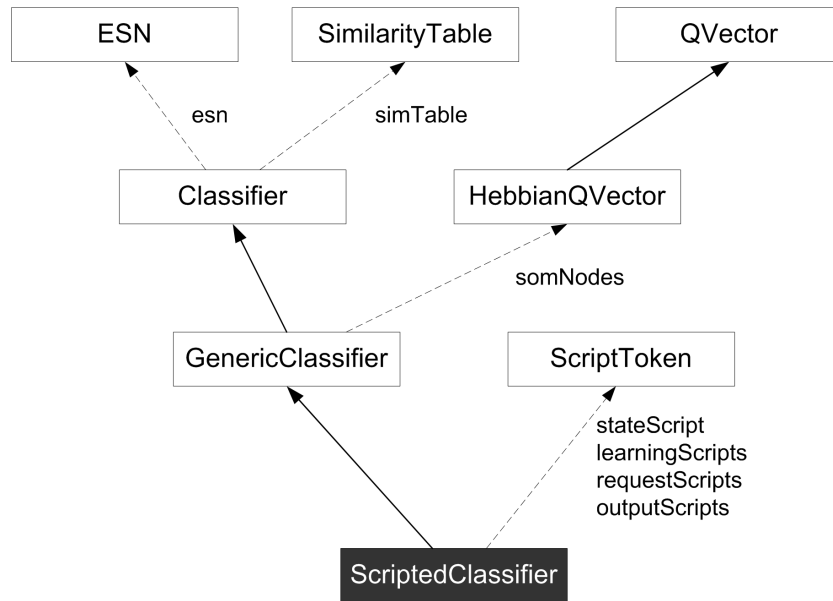 ESN
SimilarityTable
QVector
esn
simTable
Classifier
HebbianQVector
somNodes
GenericClassifier
ScriptToken
stateScript
learningScripts
requestScripts
outputScripts
ScriptedClassifier